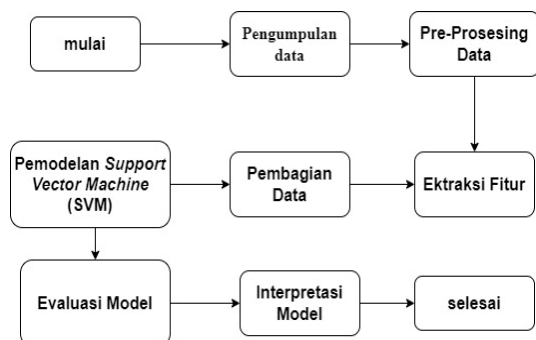 mulai
Pengumpulan
data
Pre-Prosesing
Data
Pemodelan Support
Vector Machine
(SVM)
Pembagian
Data
Ektraksi Fitur
Evaluasi Model
Interpretasi
Model
selesai